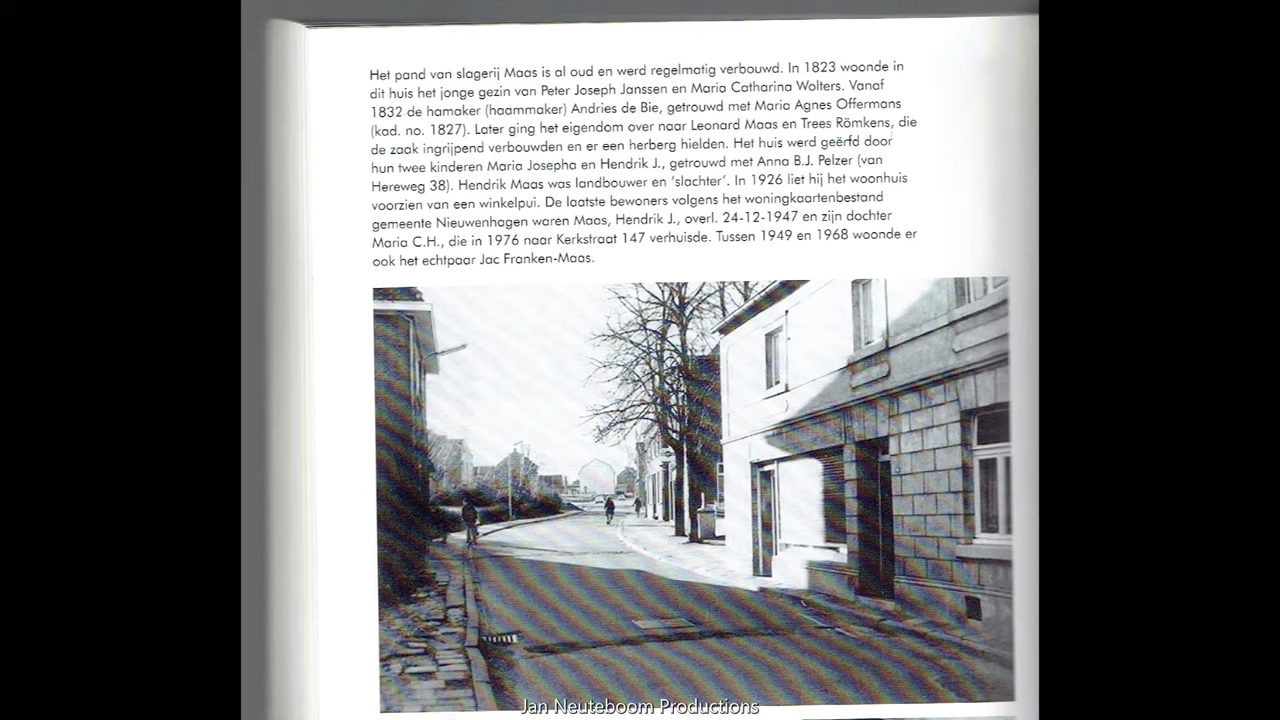 Het pand van slagerij Maas is al oud en werd regelmatig verbouwd. In 1823 woonde in
dit huis het jonge gezin van Peter Joseph Janssen en Maria Catharina Wolters. Vanaf
1832 de hamaker (haammaker) Andries de Bie, getrouwd met Maria Agnes Offermans
(kad. no. 1827). Later ging het eigendom over naar Leonard Maas en Trees Römkens, die
de zaak ingrijpend verbouwden en er een herberg hielden. Het huis werd geërfd door
hun twee kinderen Maria Josepha en Hendrik J., getrouwd met Anna B.J. Pelzer (van
Hereweg 38). Hendrik Maas was landbouwer en ‘slachter’. In 1926 liet hij het woonhuis
voorzien van een winkelpui. De laatste bewoners volgens het woningkaartenbestand
gemeente Nieuwenhagen waren Maas, Hendrik J., overl. 24-12-1947 en zijn dochter
Maria C.H., die in 1976 naar Kerkstraat 147 verhuisde. Tussen 1949 en 1968 woonde er
ook het echtpaar Jac Franken-Maas.
Jan Neuteboom Productions